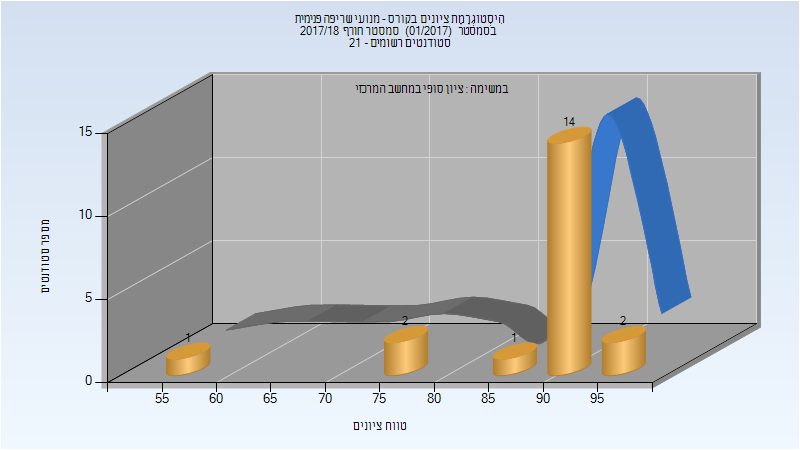 היסטוגרמת ציונים בקורס - מנועי שריפה פנימית
בסמסטר (01/2017) סמסטר חורף 2017/18
סטודנטים רשומים - 21
במשימה : ציון סופי במחשב המרכזי
15
10
5
0
מספר סטודנטים
1
2
1
14
2
55 60 65 70 75 80 85 90 95
טווח ציונים